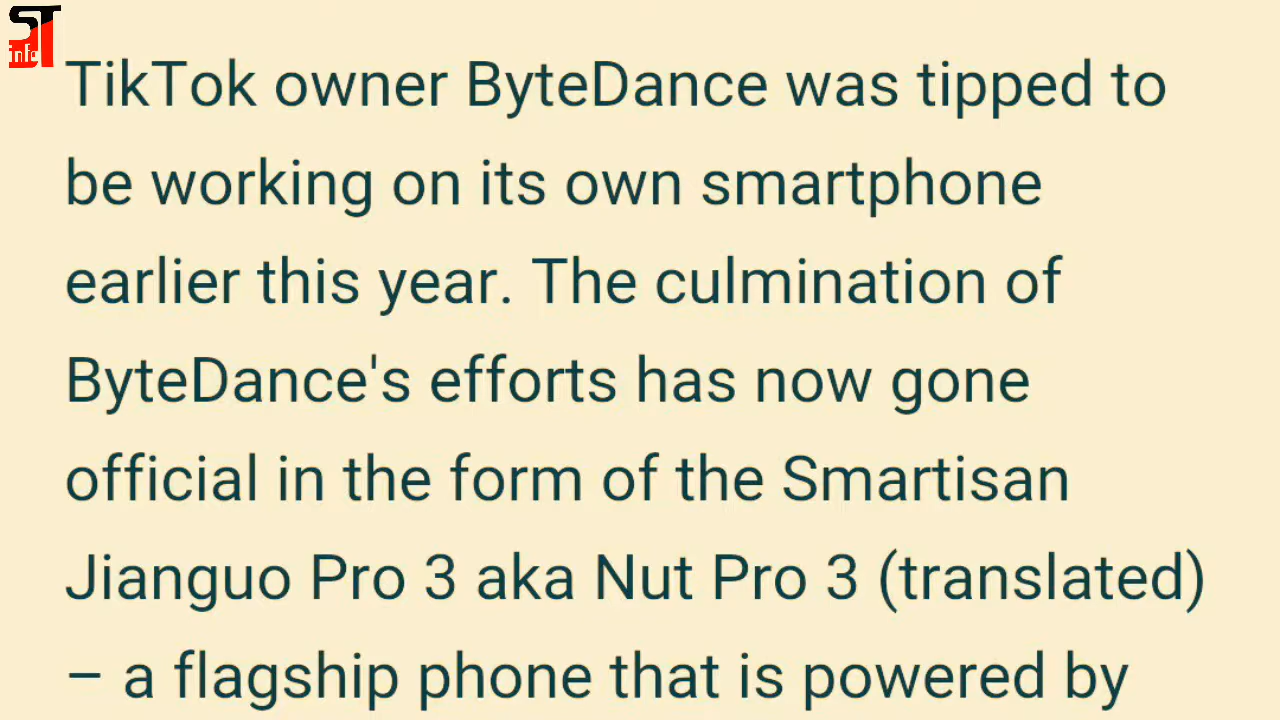 ST
info
TikTok owner ByteDance was tipped to
be working on its own smartphone
earlier this year. The culmination of
ByteDance's efforts has now gone
official in the form of the Smartisan
Jianguo Pro 3 aka Nut Pro 3 (translated)
– a flagship phone that is powered by